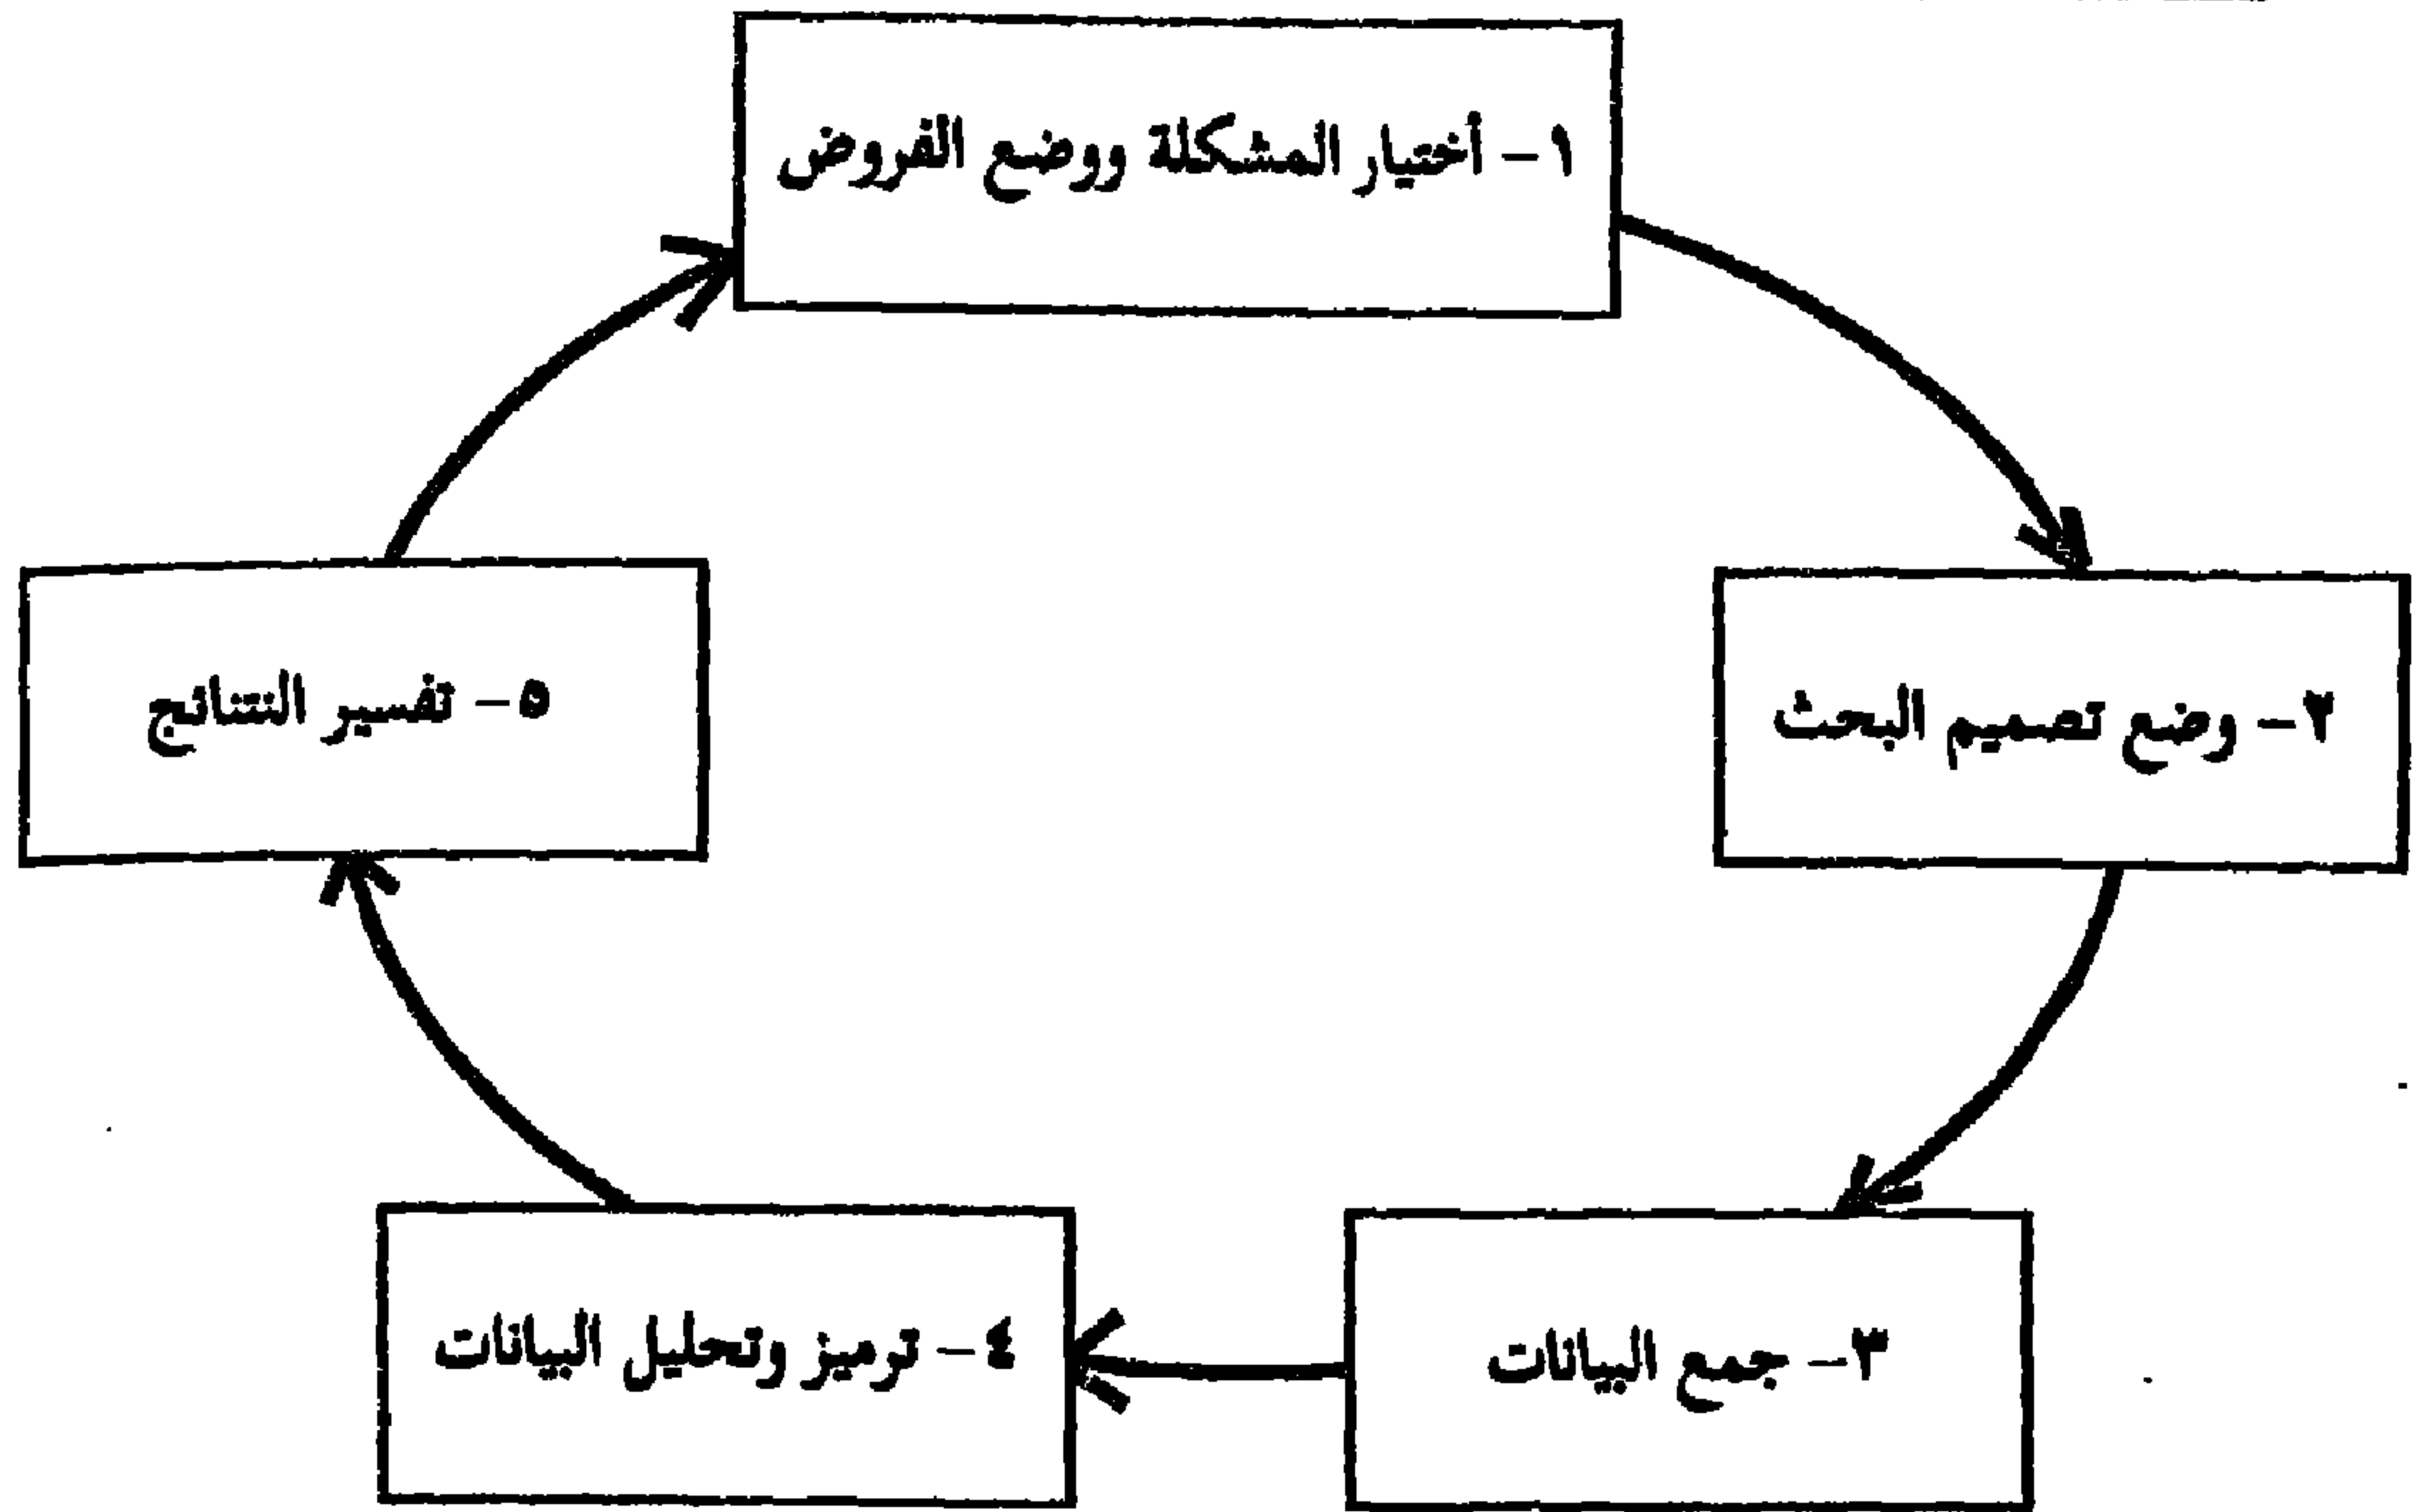 ١ - أختيار المشكلة ووضع الفروض
٢ - وضع تصميم البحث
٣ - جمع البيانات
٤ - ترميز وتحليل البيانات
٥ - تفسير النتائج